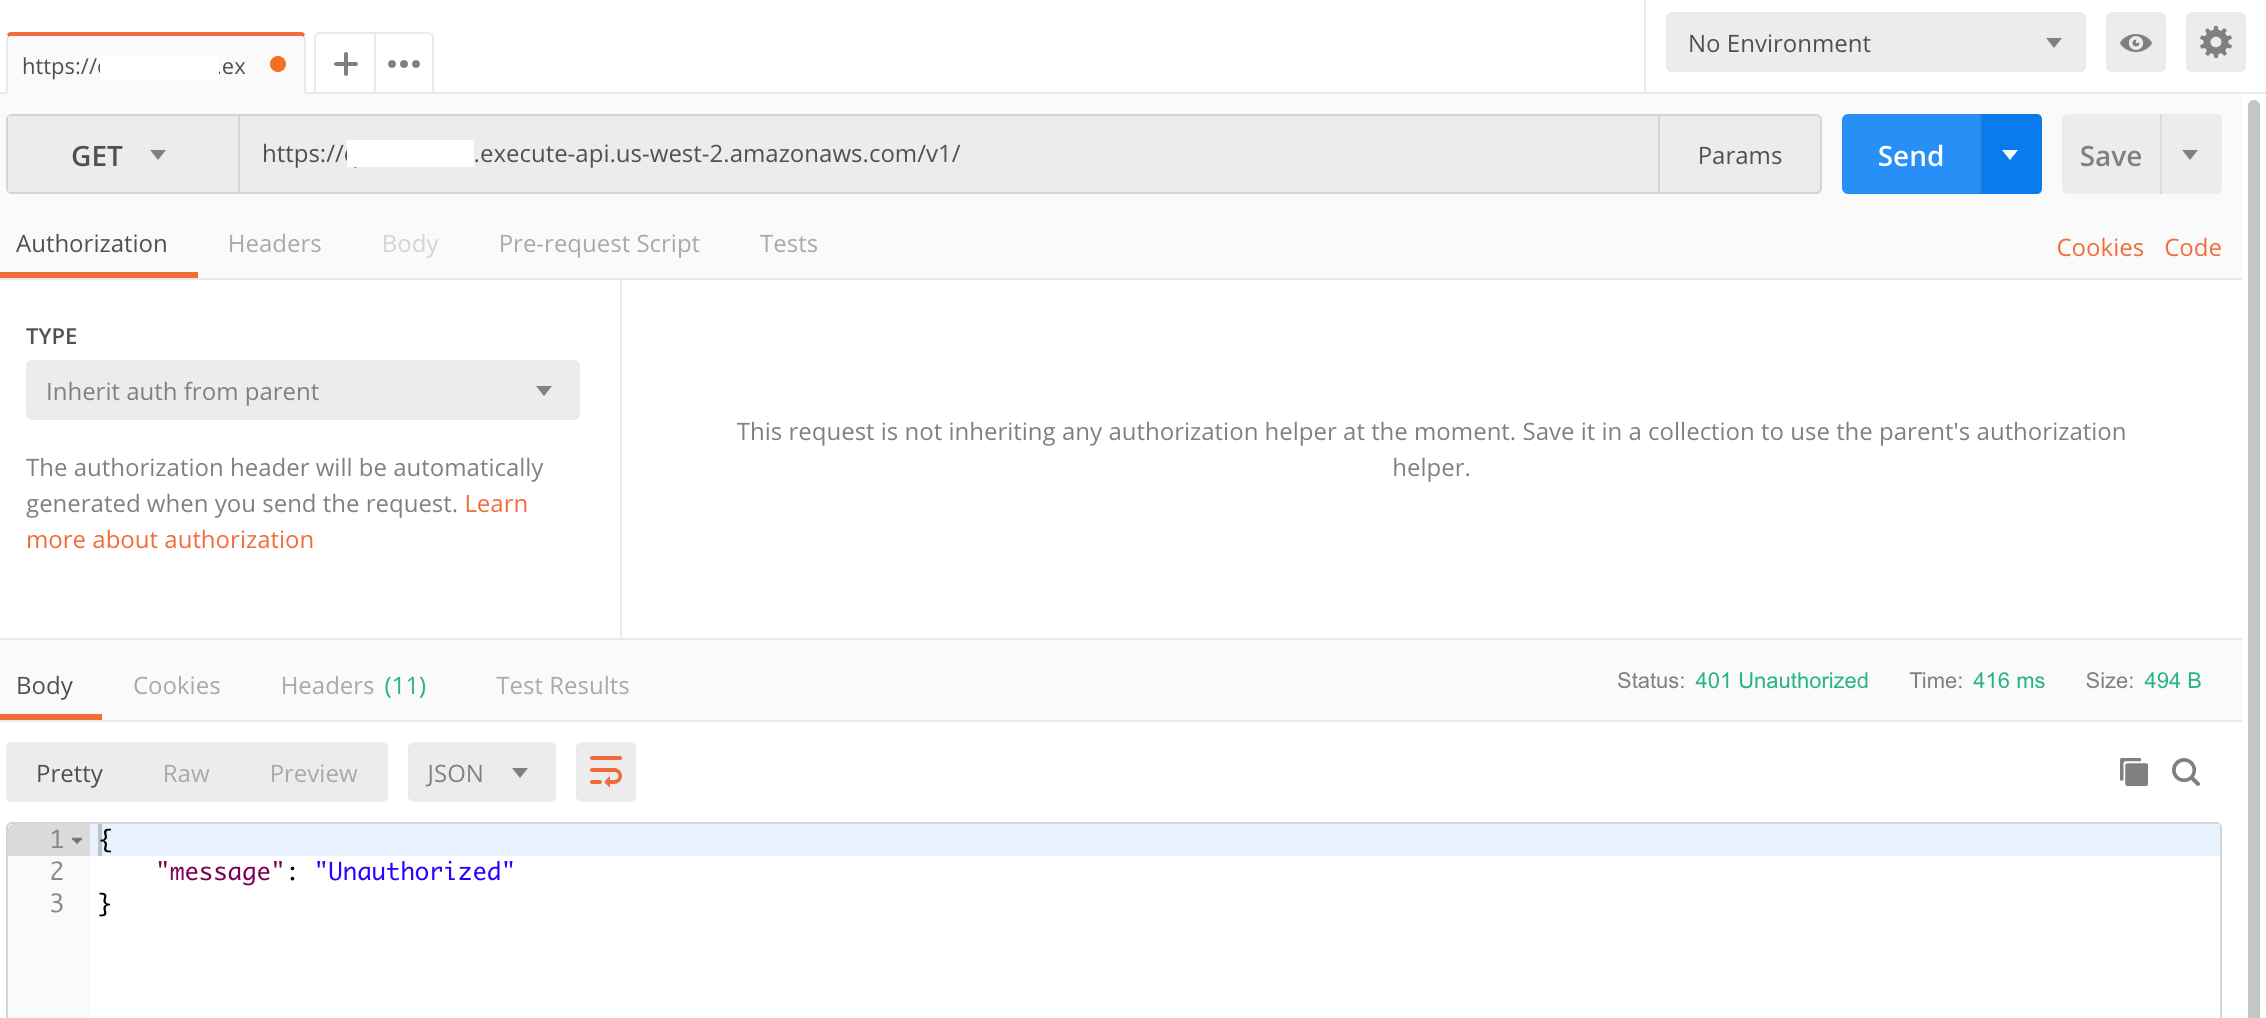 https:// .ex
No Environment
GET
https:// .execute-api.us-west-2.amazonaws.com/v1/
Params
Send
Save
Authorization Headers Body Pre-request Script Tests
Cookies Code
TYPE
Inherit auth from parent
The authorization header will be automatically
generated when you send the request. Learn
more about authorization
This request is not inheriting any authorization helper at the moment. Save it in a collection to use the parent's authorization
helper.
Body Cookies Headers (11) Test Results
Status: 401 Unauthorized Time: 416 ms Size: 494 B
Pretty Raw Preview JSON
1 {
2 "message": "Unauthorized"
3 }